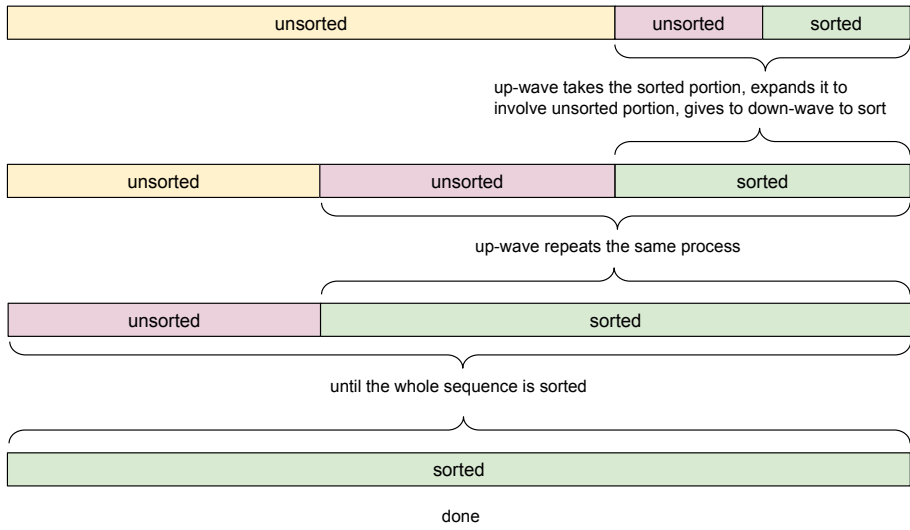 unsorted unsorted sorted
up-wave takes the sorted portion, expands it to
involve unsorted portion, gives to down-wave to sort
unsorted unsorted sorted
up-wave repeats the same process
unsorted sorted
until the whole sequence is sorted
sorted
done